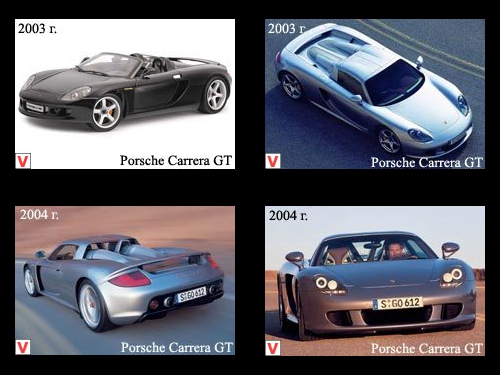 2003 г.
V
Porsche Carrera GT
2003 г.
V
Porsche Carrera GT
2004 г.
S·GO 612
V
Porsche Carrera GT
2004 г.
S·GO 612
V
Porsche Carrera GT